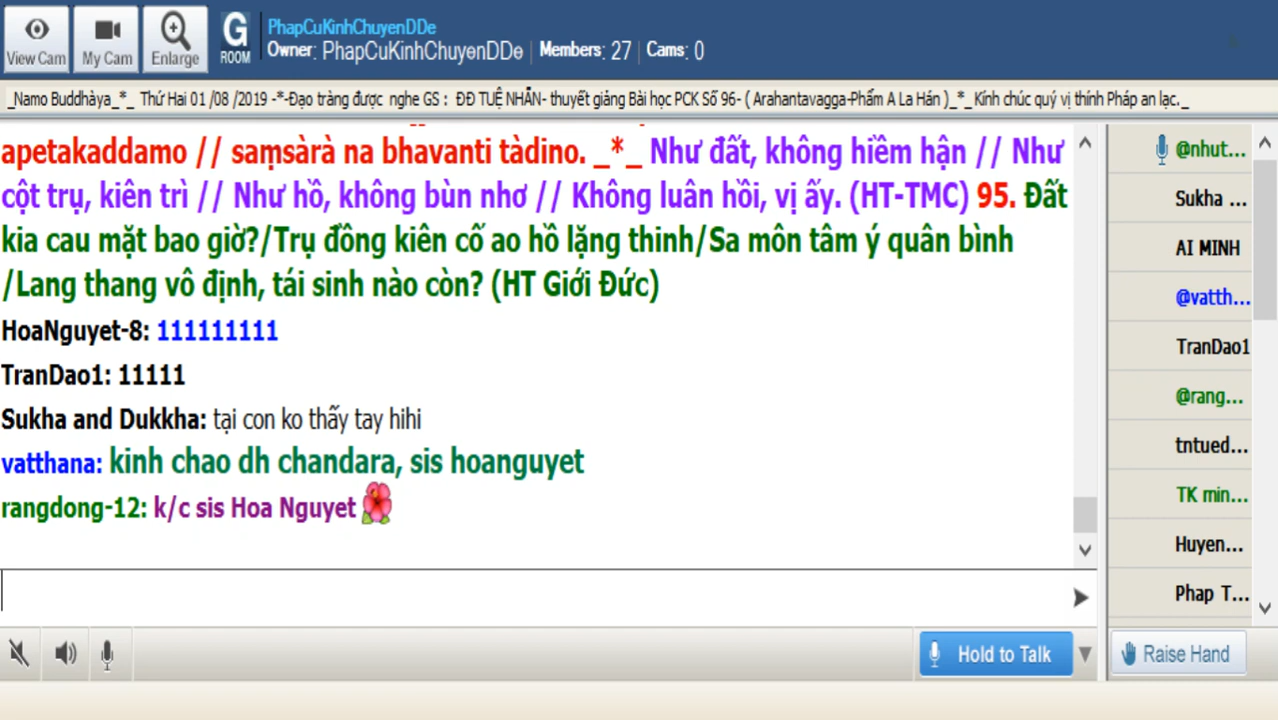 PhapCuKinhChuyenDDe
Owner: PhapCuKinhChuyenDDe | Members: 27 | Cams: 0
View Cam
My Cam
Enlarge
G
ROOM
_Namo Buddhàya_*_ Thứ Hai 01 /08 /2019 -*-Đạo tràng được nghe GS : ĐĐ TUỆ NHÂN- thuyết giảng Bài học PCK Số 96- ( Arahantavagga-Phẩm A La Hán )_*_ Kính chúc quý vị thính Pháp an lạc._
apetakaddamo // saṃsàrà na bhavanti tàdino. _*_ Như đất, không hiềm hận // Như
cột trụ, kiên trì // Như hồ, không bùn nhơ // Không luân hồi, vị ấy. (HT-TMC) 95. Đất
kia cau mặt bao giờ?/Trụ đồng kiên cố ao hồ lặng thinh/Sa môn tâm ý quân bình
/Lang thang vô định, tái sinh nào còn? (HT Giới Đức)
HoaNguyet-8: 111111111
TranDao1: 11111
Sukha and Dukkha: tại con ko thấy tay hihi
vatthana: kinh chao dh chandara, sis hoanguyet
rangdong-12: k/c sis Hoa Nguyet
@nhut...
Sukha ...
AI MINH
@vatth...
TranDao1
@rang...
tntued...
TK min...
Huyen...
Phap T...
Hold to Talk
Raise Hand